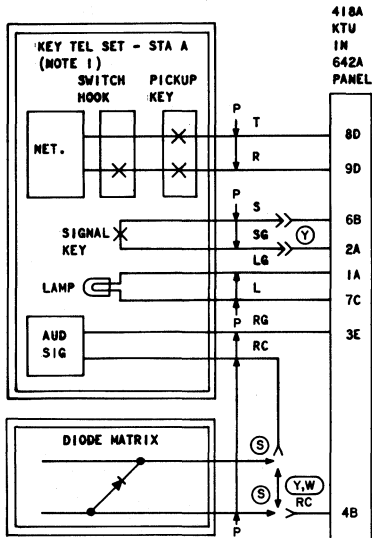 418A
KTU
IN
642A
PANEL
KEY TEL SET - STA A
(NOTE 1)
SWITCH
HOOK
PICKUP
KEY
P
T
8D
NET.
R
9D
P
S
6B
SIGNAL
KEY
SG
Y
2A
LG
1A
LAMP
L
7C
P
RG
3E
AUD
SIG
RC
DIODE MATRIX
S
S
Y,W
RC
4B
P